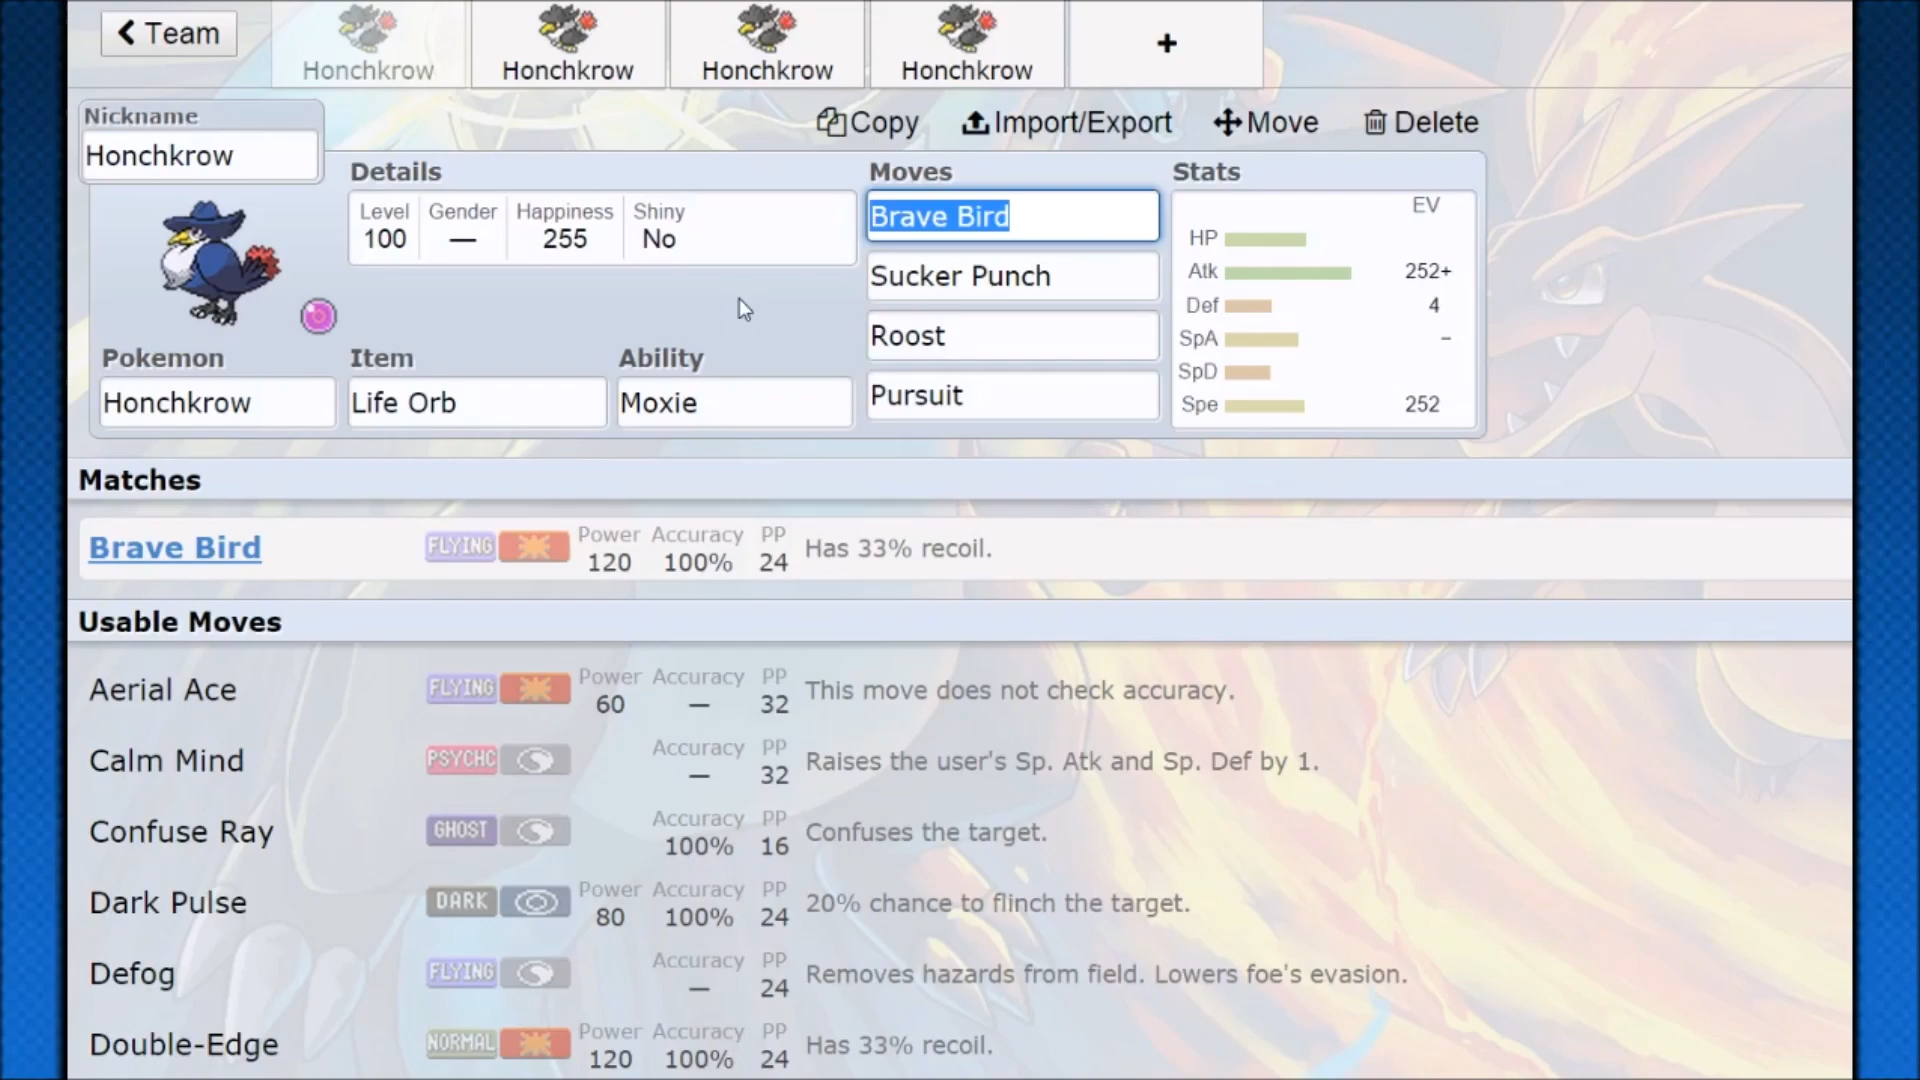 Team
Honchkrow
Honchkrow
Honchkrow
Honchkrow
+
Nickname
Honchkrow
Copy
Import/Export
Move
Delete
Details
Level Gender Happiness Shiny
100 — 255 No
Pokemon
Honchkrow
Item
Life Orb
Ability
Moxie
Moves
Brave Bird
Sucker Punch
Roost
Pursuit
Stats
EV
HP
Atk 252+
Def 4
SpA –
SpD
Spe 252
Matches
Brave Bird FLYING Power 120 Accuracy 100% PP 24 Has 33% recoil.
Usable Moves
Aerial Ace FLYING Power 60 Accuracy — PP 32 This move does not check accuracy.
Calm Mind PSYCHC Accuracy — PP 32 Raises the user's Sp. Atk and Sp. Def by 1.
Confuse Ray GHOST Accuracy 100% PP 16 Confuses the target.
Dark Pulse DARK Power 80 Accuracy 100% PP 24 20% chance to flinch the target.
Defog FLYING Accuracy — PP 24 Removes hazards from field. Lowers foe's evasion.
Double-Edge NORMAL Power 120 Accuracy 100% PP 24 Has 33% recoil.